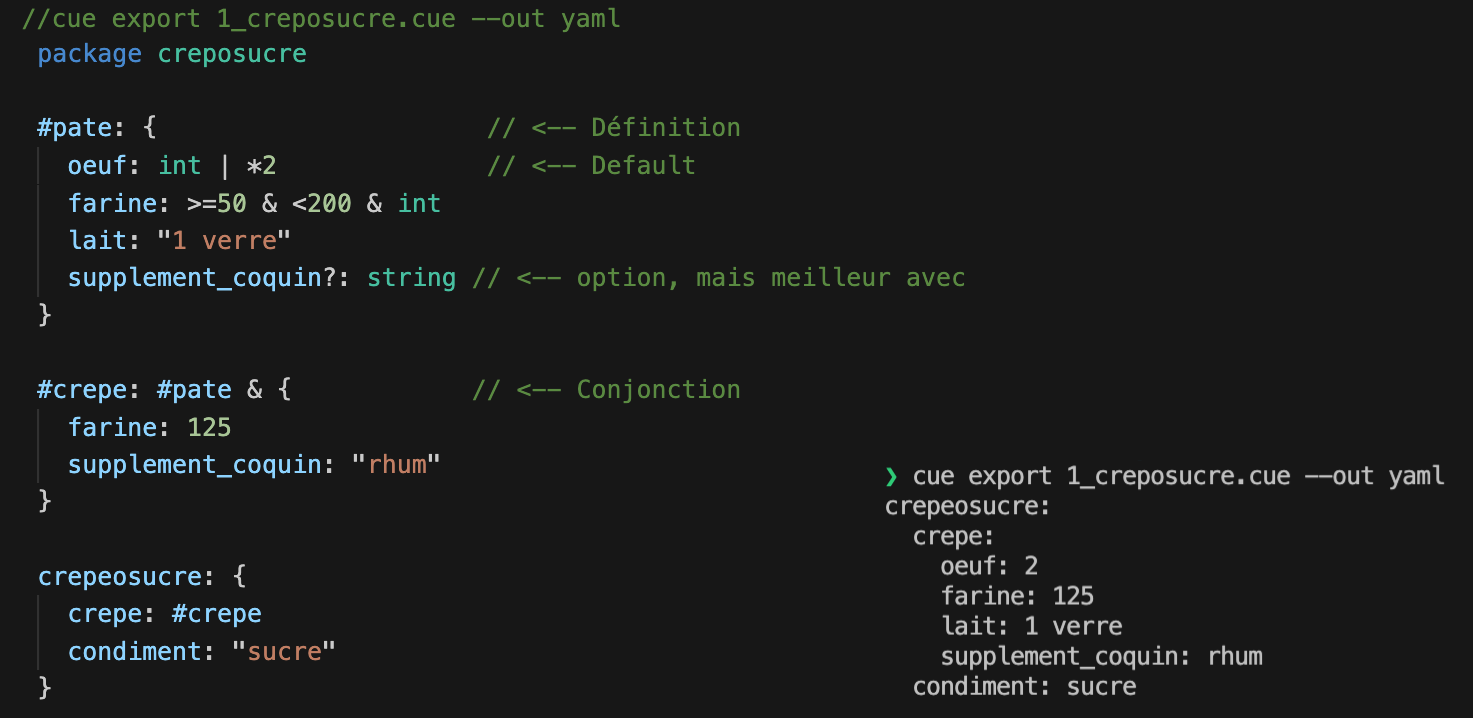 //cue export 1_creposucre.cue --out yaml
package creposucre
#pate: { // <-- Définition
oeuf: int | *2 // <-- Default
farine: >=50 & <200 & int
lait: "1 verre"
supplement_coquin?: string // <-- option, mais meilleur avec
}
#crepe: #pate & { // <-- Conjonction
farine: 125
supplement_coquin: "rhum"
}
crepeosucre: {
crepe: #crepe
condiment: "sucre"
}
❯ cue export 1_creposucre.cue --out yaml
crepeosucre:
crepe:
oeuf: 2
farine: 125
lait: 1 verre
supplement_coquin: rhum
condiment: sucre